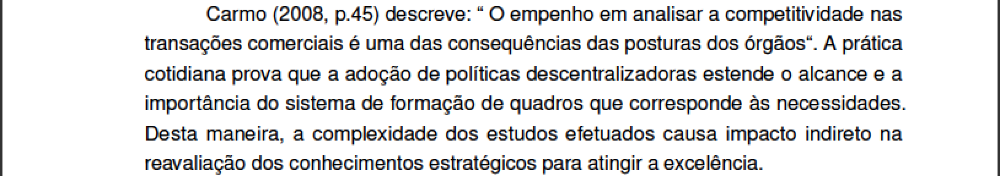 Carmo (2008, p.45) descreve: “ O empenho em analisar a competitividade nas
transações comerciais é uma das consequências das posturas dos órgãos“. A prática
cotidiana prova que a adoção de políticas descentralizadoras estende o alcance e a
importância do sistema de formação de quadros que corresponde às necessidades.
Desta maneira, a complexidade dos estudos efetuados causa impacto indireto na
reavaliação dos conhecimentos estratégicos para atingir a excelência.